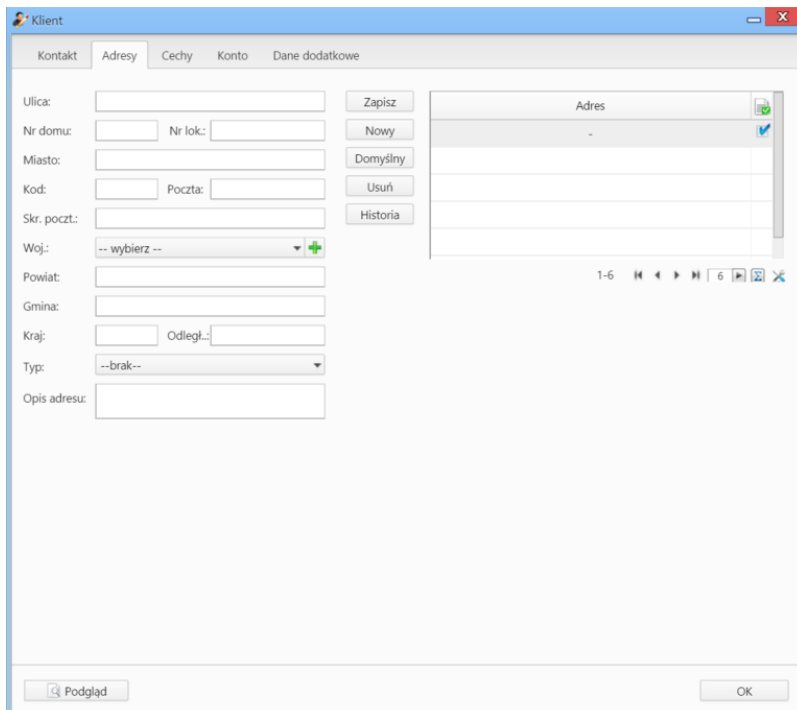 Klient
Kontakt Adresy Cechy Konto Dane dodatkowe
Ulica: Zapisz Adres
Nr domu: Nr lok.: Nowy -
Miasto: Domyślny
Kod: Poczta: Usuń
Skr. poczt.: Historia
Woj.: -- wybierz --
Powiat: 1-6 6 Σ
Gmina:
Kraj: Odległ..:
Typ: --brak--
Opis adresu:
Podgląd OK